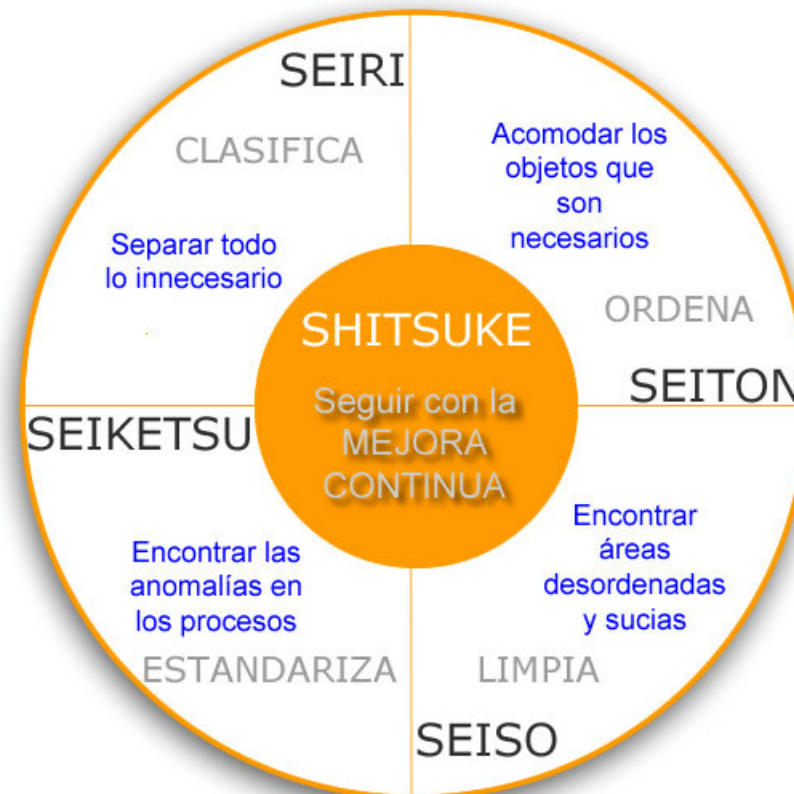 SEIRI
CLASIFICA
Separar todo
lo innecesario
Acomodar los
objetos que
son
necesarios
ORDENA
SEITON
SHITSUKE
Seguir con la
MEJORA
CONTINUA
SEIKETSU
Encontrar las
anomalías en
los procesos
ESTANDARIZA
Encontrar
áreas
desordenadas
y sucias
LIMPIA
SEISO